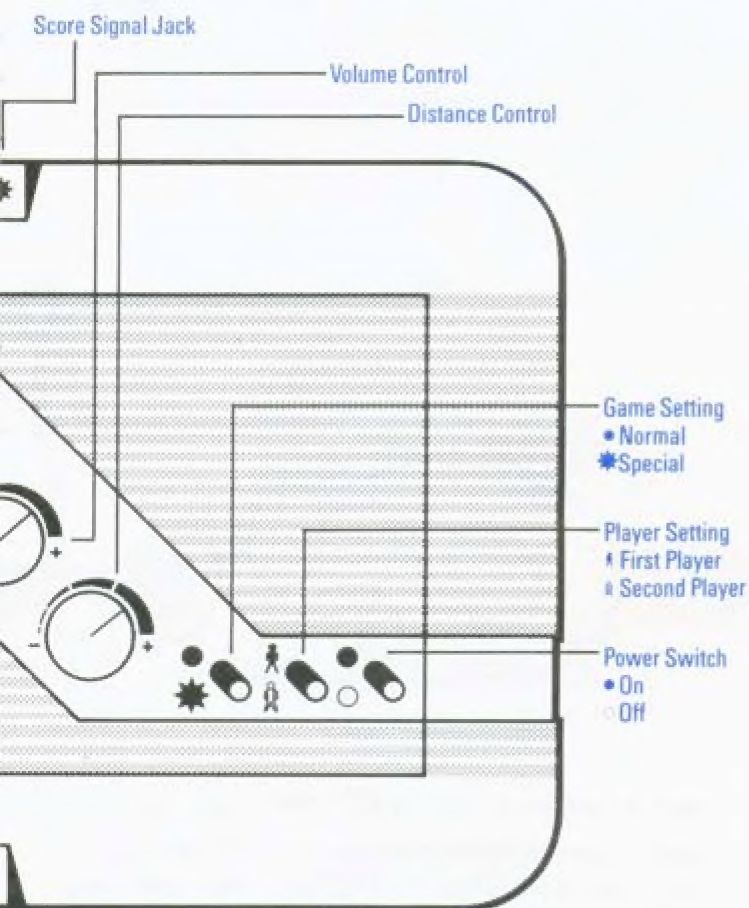 Score Signal Jack
Volume Control
Distance Control
Game Setting
Normal
Special
Player Setting
First Player
Second Player
Power Switch
On
Off
+
-
+